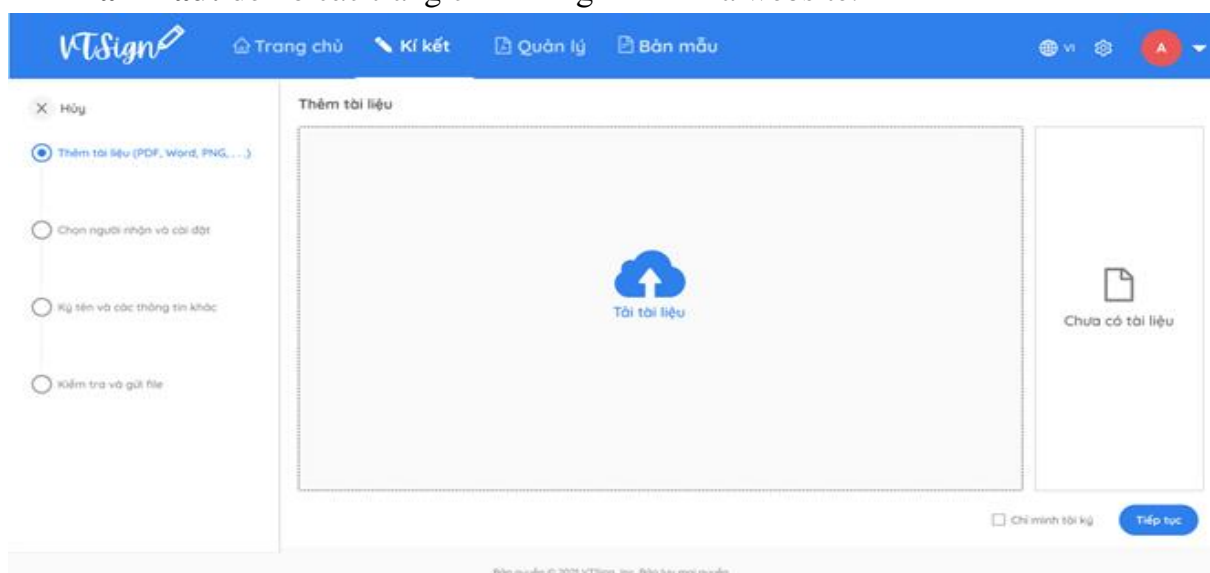 VTSign
Trang chủ
Kí kết
Quản lý
Bản mẫu
VI
A
Hủy
Thêm tài liệu (PDF, Word, PNG, . . .)
Chọn người nhận và cài đặt
Ký tên và các thông tin khác
Kiểm tra và gửi file
Thêm tài liệu
Tải tài liệu
Chưa có tài liệu
Chỉ mình tôi ký
Tiếp tục